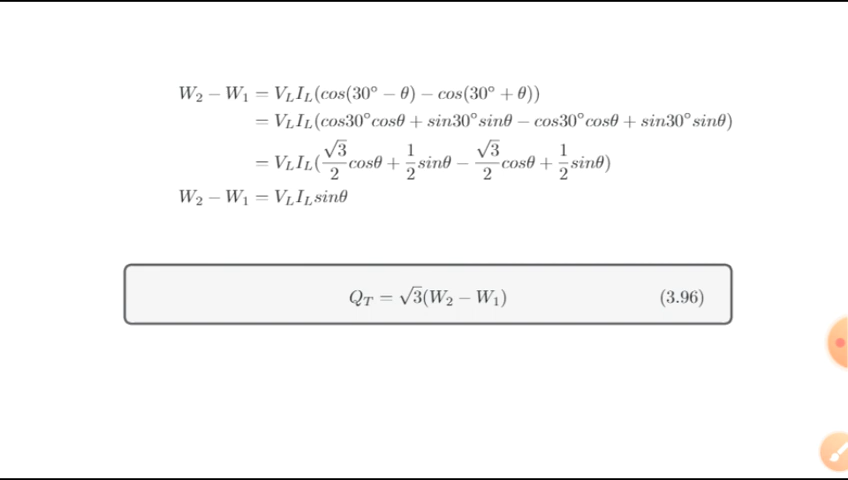 W₂ − W₁ = V_L I_L(cos(30° − θ) − cos(30° + θ))
= V_L I_L(cos30°cosθ + sin30°sinθ − cos30°cosθ + sin30°sinθ)
= V_L I_L(√3/2 cosθ + 1/2 sinθ − √3/2 cosθ + 1/2 sinθ)
W₂ − W₁ = V_L I_L sinθ
Q_T = √3(W₂ − W₁) (3.96)